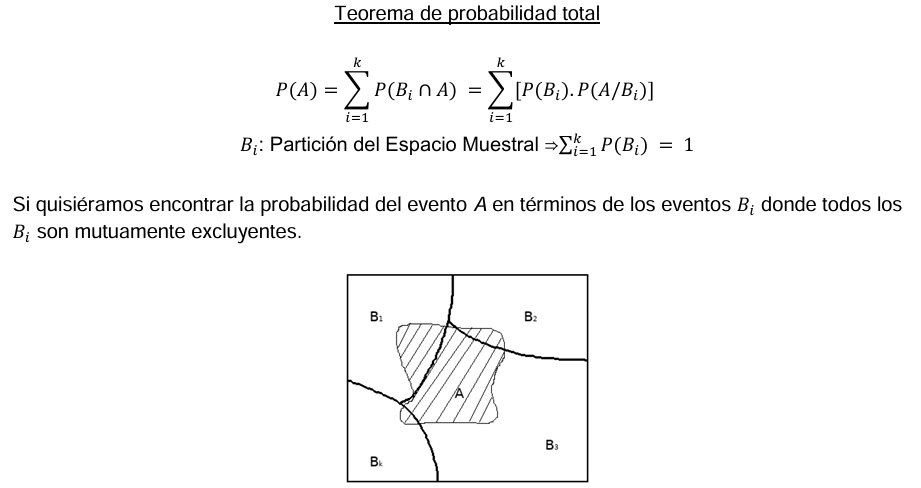 Teorema de probabilidad total
P(A) = ∑_{i=1}^{k} P(B_i ∩ A) = ∑_{i=1}^{k} [P(B_i). P(A/B_i)]
B_i: Partición del Espacio Muestral ⇒∑_{i=1}^{k} P(B_i) = 1
Si quisiéramos encontrar la probabilidad del evento A en términos de los eventos B_i donde todos los
B_i son mutuamente excluyentes.
B₁ B₂
A
B₃
Bₖ